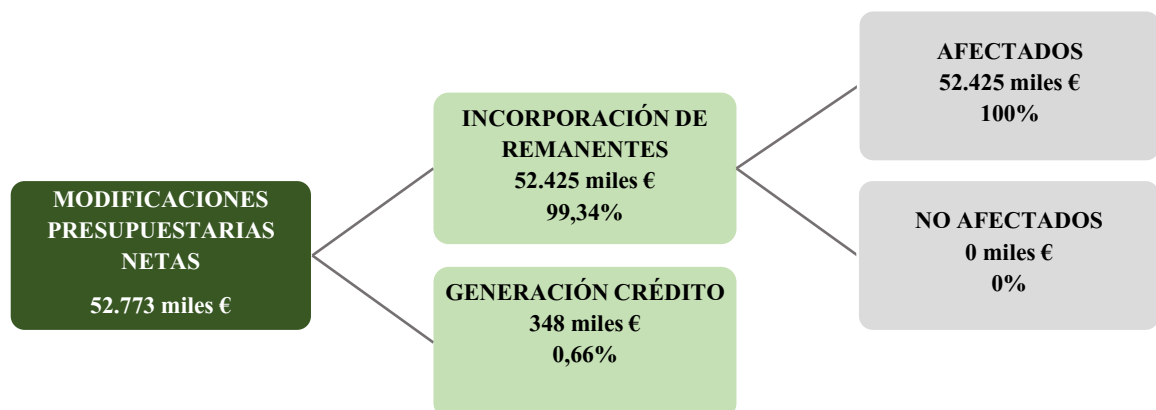 MODIFICACIONES
PRESUPUESTARIAS
NETAS
52.773 miles €
INCORPORACIÓN DE
REMANENTES
52.425 miles €
99,34%
GENERACIÓN CRÉDITO
348 miles €
0,66%
AFECTADOS
52.425 miles €
100%
NO AFECTADOS
0 miles €
0%